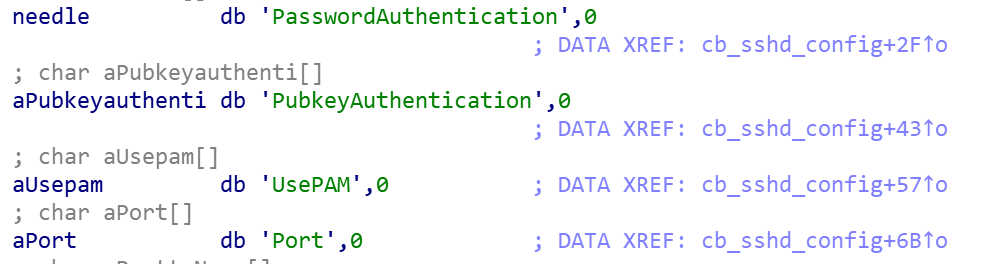 needle db 'PasswordAuthentication',0
; DATA XREF: cb_sshd_config+2F↑o
; char aPubkeyauthenti[]
aPubkeyauthenti db 'PubkeyAuthentication',0
; DATA XREF: cb_sshd_config+43↑o
; char aUsepam[]
aUsepam db 'UsePAM',0 ; DATA XREF: cb_sshd_config+57↑o
; char aPort[]
aPort db 'Port',0 ; DATA XREF: cb_sshd_config+6B↑o